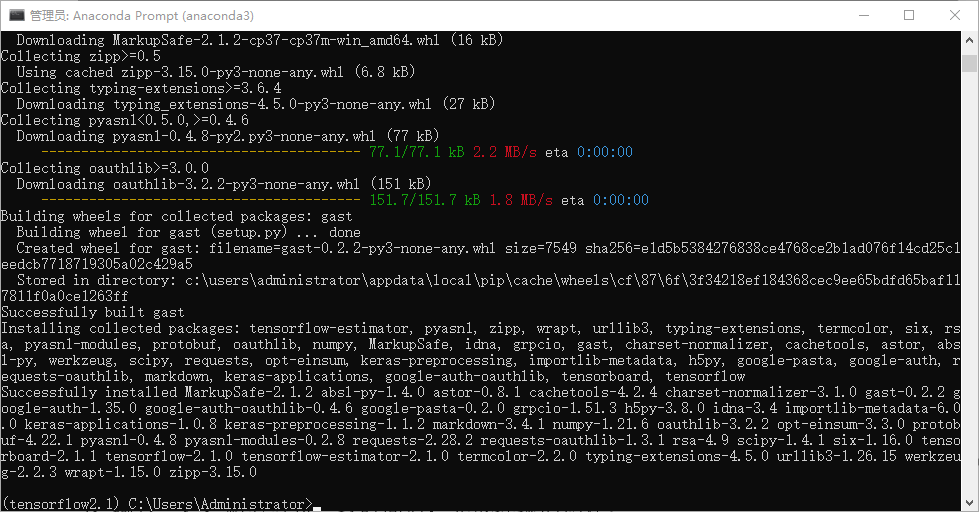 管理员: Anaconda Prompt (anaconda3)
Downloading MarkupSafe-2.1.2-cp37-cp37m-win_amd64.whl (16 kB)
Collecting zipp>=0.5
Using cached zipp-3.15.0-py3-none-any.whl (6.8 kB)
Collecting typing-extensions>=3.6.4
Downloading typing_extensions-4.5.0-py3-none-any.whl (27 kB)
Collecting pyasn1<0.5.0,>=0.4.6
Downloading pyasn1-0.4.8-py2.py3-none-any.whl (77 kB)
---------------------------------------- 77.1/77.1 kB 2.2 MB/s eta 0:00:00
Collecting oauthlib>=3.0.0
Downloading oauthlib-3.2.2-py3-none-any.whl (151 kB)
---------------------------------------- 151.7/151.7 kB 1.8 MB/s eta 0:00:00
Building wheels for collected packages: gast
Building wheel for gast (setup.py) ... done
Created wheel for gast: filename=gast-0.2.2-py3-none-any.whl size=7549 sha256=e1d5b5384276838ce4768ce2b1ad076f14cd25c1
eedcb7718719305a02c429a5
Stored in directory: c:\users\administrator\appdata\local\pip\cache\wheels\cf\87\6f\3f34218ef184368cec9ee65bdfd65baf11
7811f0a0ce1263ff
Successfully built gast
Installing collected packages: tensorflow-estimator, pyasn1, zipp, wrapt, urllib3, typing-extensions, termcolor, six, rs
a, pyasn1-modules, protobuf, oauthlib, numpy, MarkupSafe, idna, grpcio, gast, charset-normalizer, cachetools, astor, abs
l-py, werkzeug, scipy, requests, opt-einsum, keras-preprocessing, importlib-metadata, h5py, google-pasta, google-auth, r
equests-oauthlib, markdown, keras-applications, google-auth-oauthlib, tensorboard, tensorflow
Successfully installed MarkupSafe-2.1.2 absl-py-1.4.0 astor-0.8.1 cachetools-4.2.4 charset-normalizer-3.1.0 gast-0.2.2 g
oogle-auth-1.35.0 google-auth-oauthlib-0.4.6 google-pasta-0.2.0 grpcio-1.51.3 h5py-3.8.0 idna-3.4 importlib-metadata-6.0
.0 keras-applications-1.0.8 keras-preprocessing-1.1.2 markdown-3.4.1 numpy-1.21.6 oauthlib-3.2.2 opt-einsum-3.3.0 protob
uf-4.22.1 pyasn1-0.4.8 pyasn1-modules-0.2.8 requests-2.28.2 requests-oauthlib-1.3.1 rsa-4.9 scipy-1.4.1 six-1.16.0 tenso
rboard-2.1.1 tensorflow-2.1.0 tensorflow-estimator-2.1.0 termcolor-2.2.0 typing-extensions-4.5.0 urllib3-1.26.15 werkzeu
g-2.2.3 wrapt-1.15.0 zipp-3.15.0
(tensorflow2.1) C:\Users\Administrator>